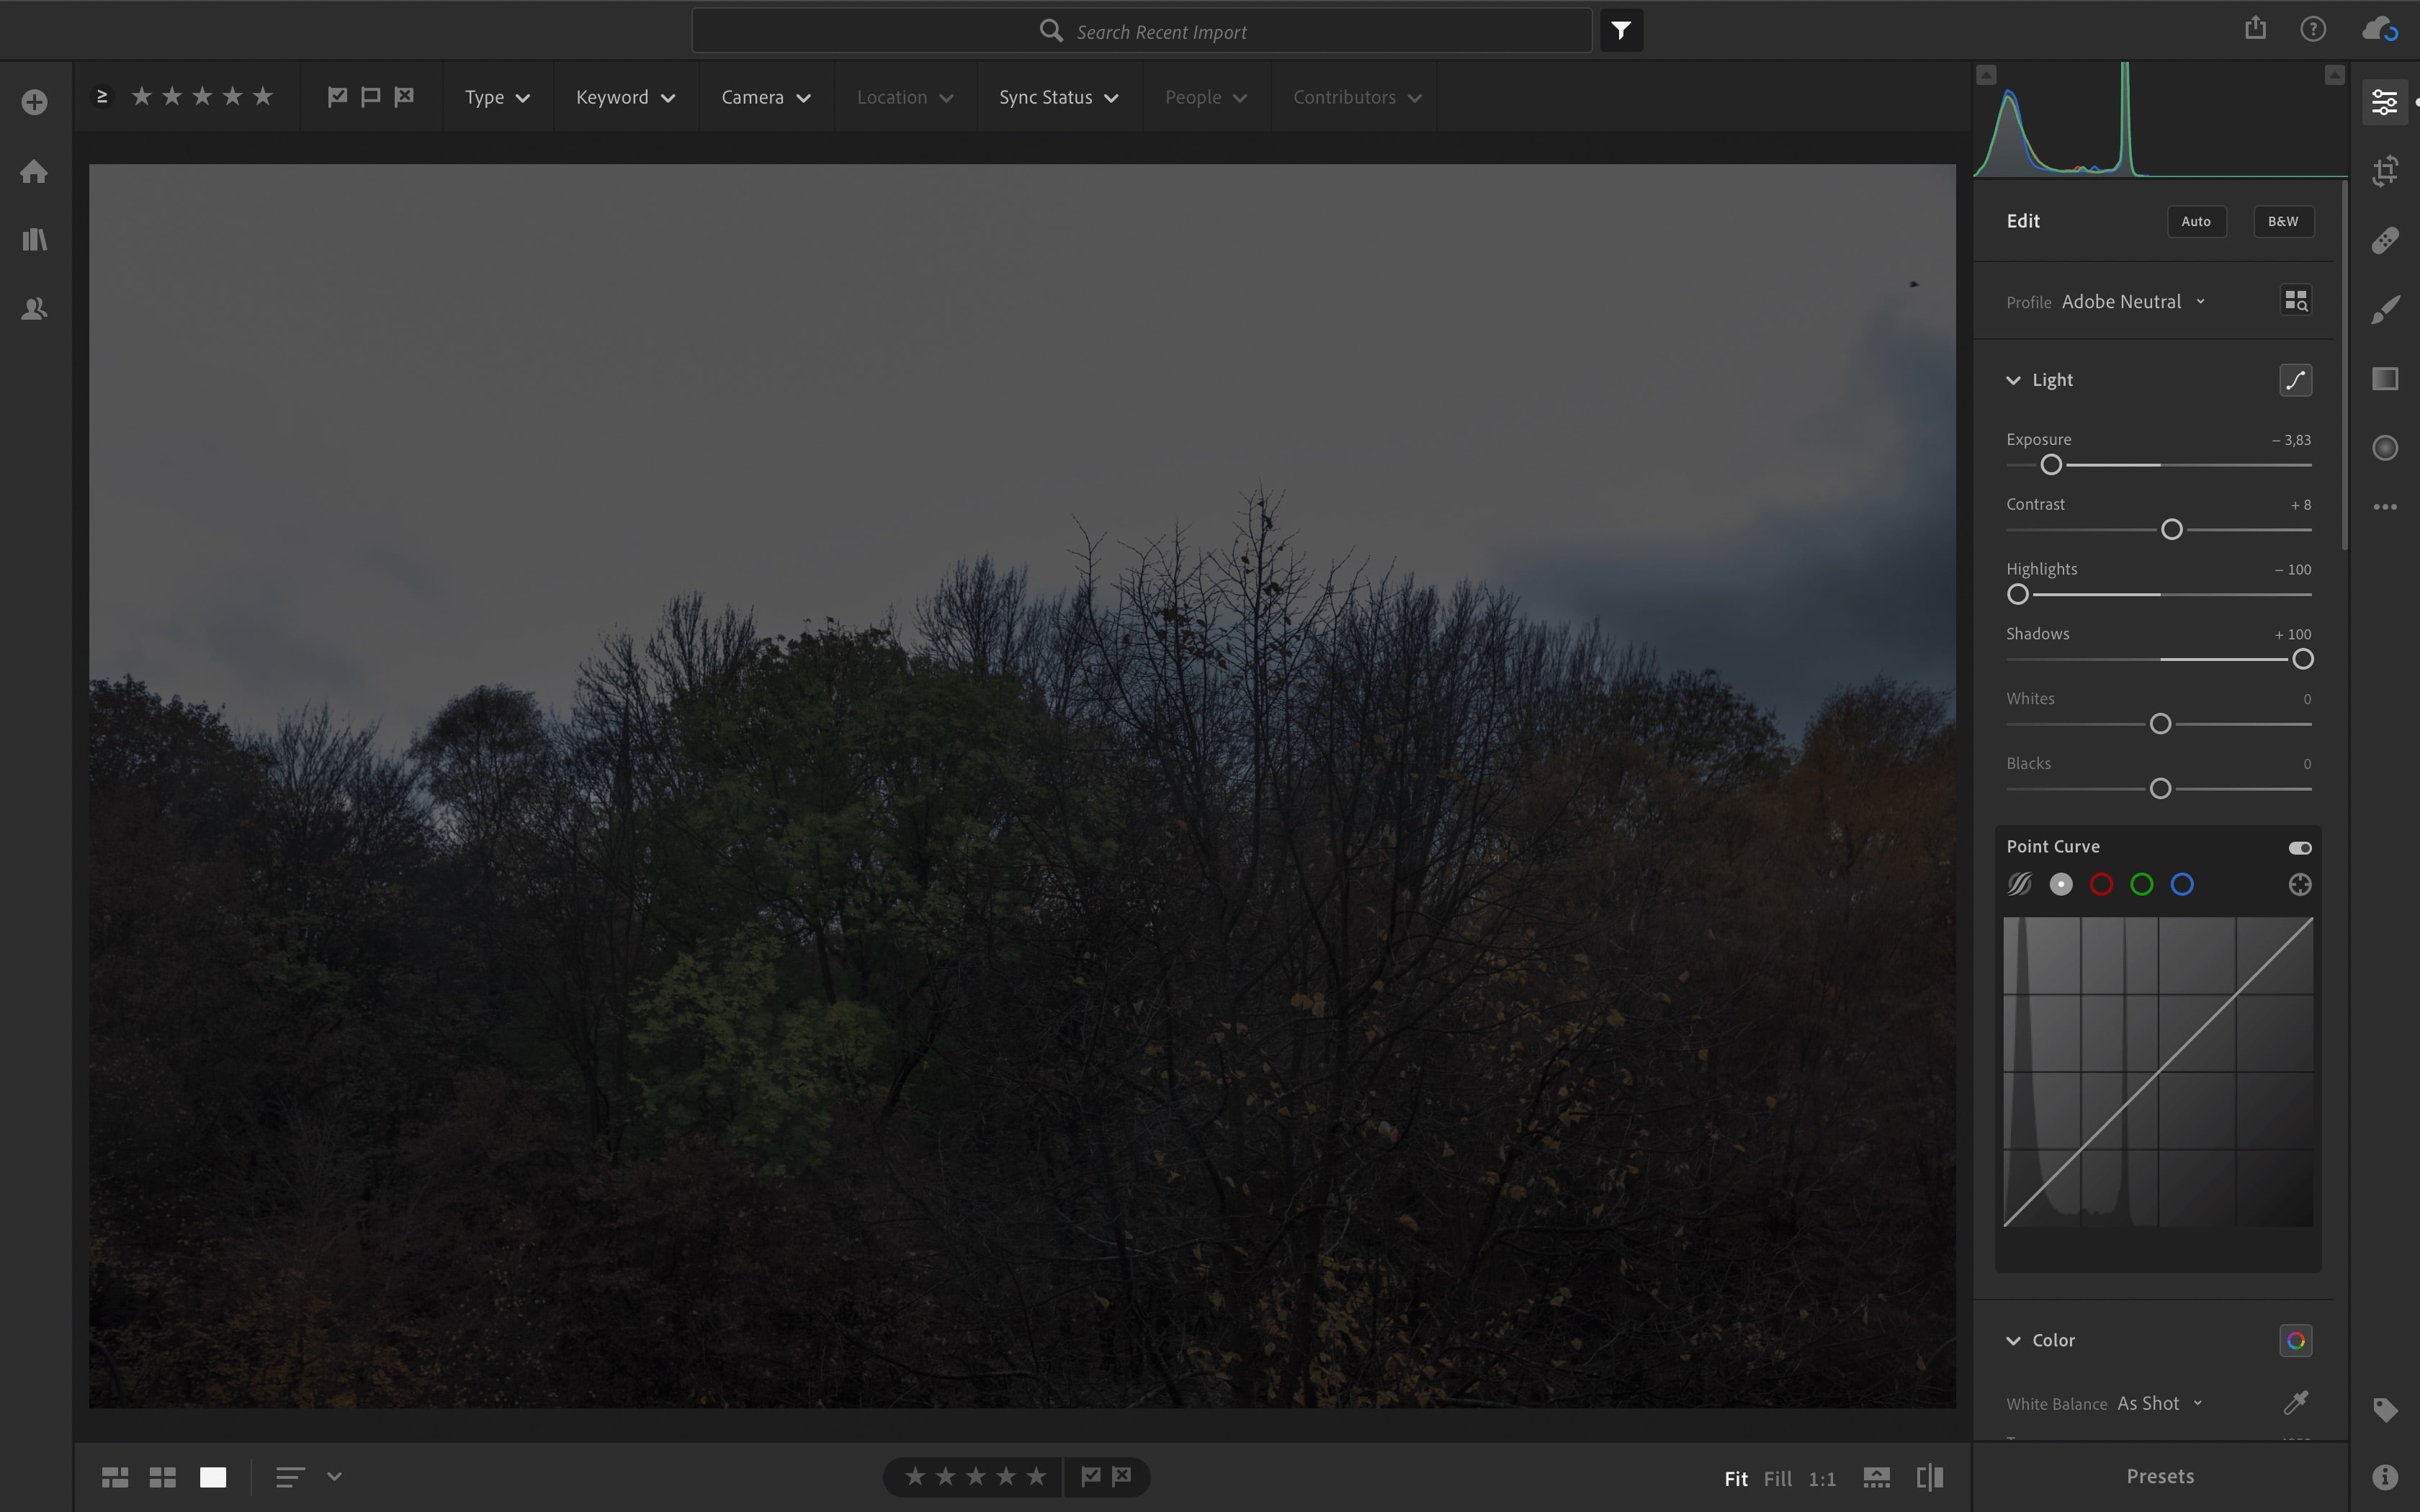 Search Recent Import
≥ ★ ★ ★ ★ ★ Type Keyword Camera Location Sync Status People Contributors
Edit Auto B&W
Profile Adobe Neutral
Light
Exposure − 3,83
Contrast + 8
Highlights − 100
Shadows + 100
Whites 0
Blacks 0
Point Curve
Color
White Balance As Shot
Fit Fill 1:1
Presets